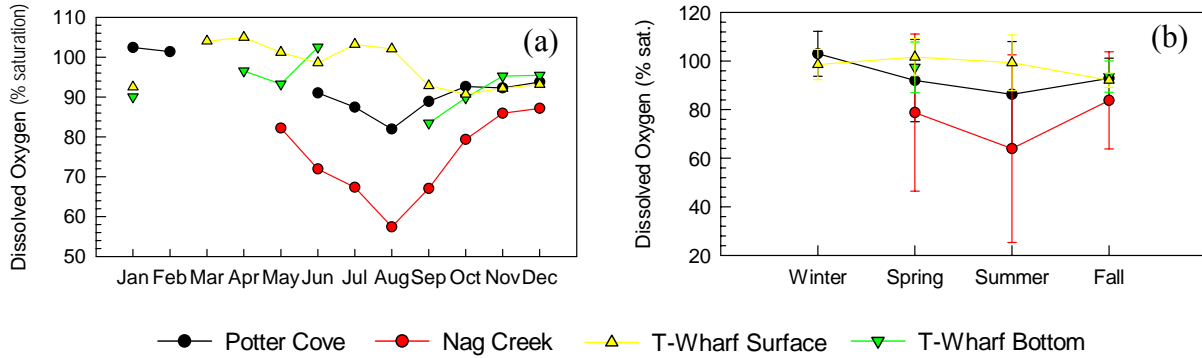 Dissolved Oxygen (% saturation)
110
100
90
80
70
60
50
(a)
Jan Feb Mar Apr May Jun Jul Aug Sep Oct Nov Dec
Dissolved Oxygen (% sat.)
120
100
80
60
40
20
(b)
Winter Spring Summer Fall
Potter Cove Nag Creek T-Wharf Surface T-Wharf Bottom